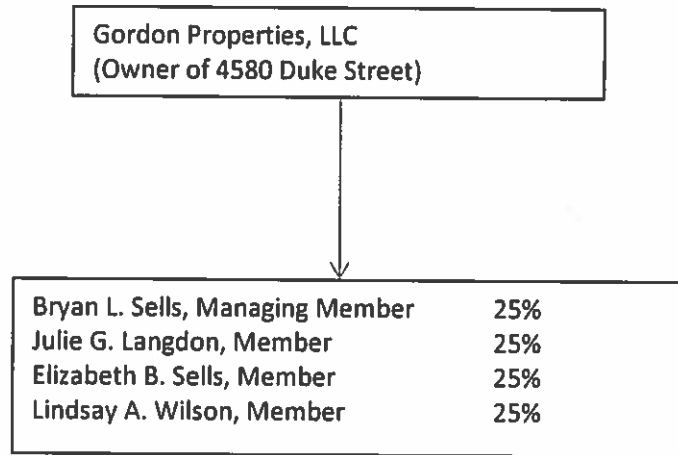 Gordon Properties, LLC
(Owner of 4580 Duke Street)
Bryan L. Sells, Managing Member 25%
Julie G. Langdon, Member 25%
Elizabeth B. Sells, Member 25%
Lindsay A. Wilson, Member 25%